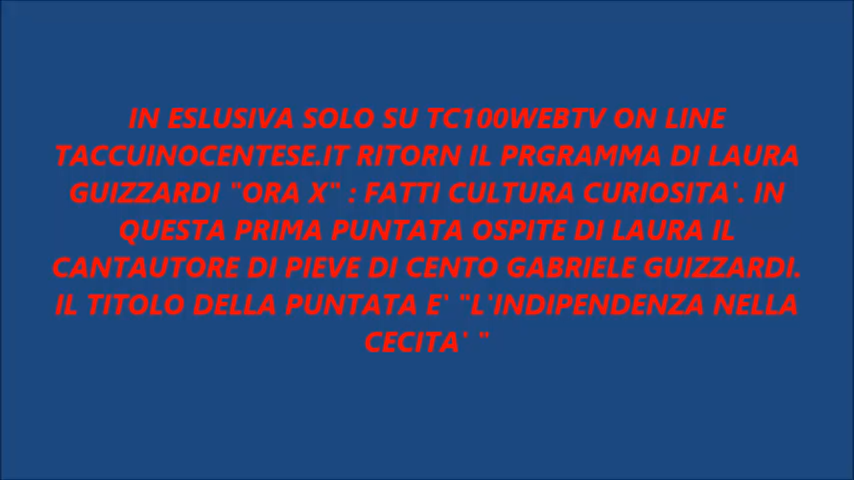 IN ESLUSIVA SOLO SU TC100WEBTV ON LINE
TACCUINOCENTESE.IT RITORN IL PRGRAMMA DI LAURA
GUIZZARDI "ORA X" : FATTI CULTURA CURIOSITA'. IN
QUESTA PRIMA PUNTATA OSPITE DI LAURA IL
CANTAUTORE DI PIEVE DI CENTO GABRIELE GUIZZARDI.
IL TITOLO DELLA PUNTATA E' "L'INDIPENDENZA NELLA
CECITA' "